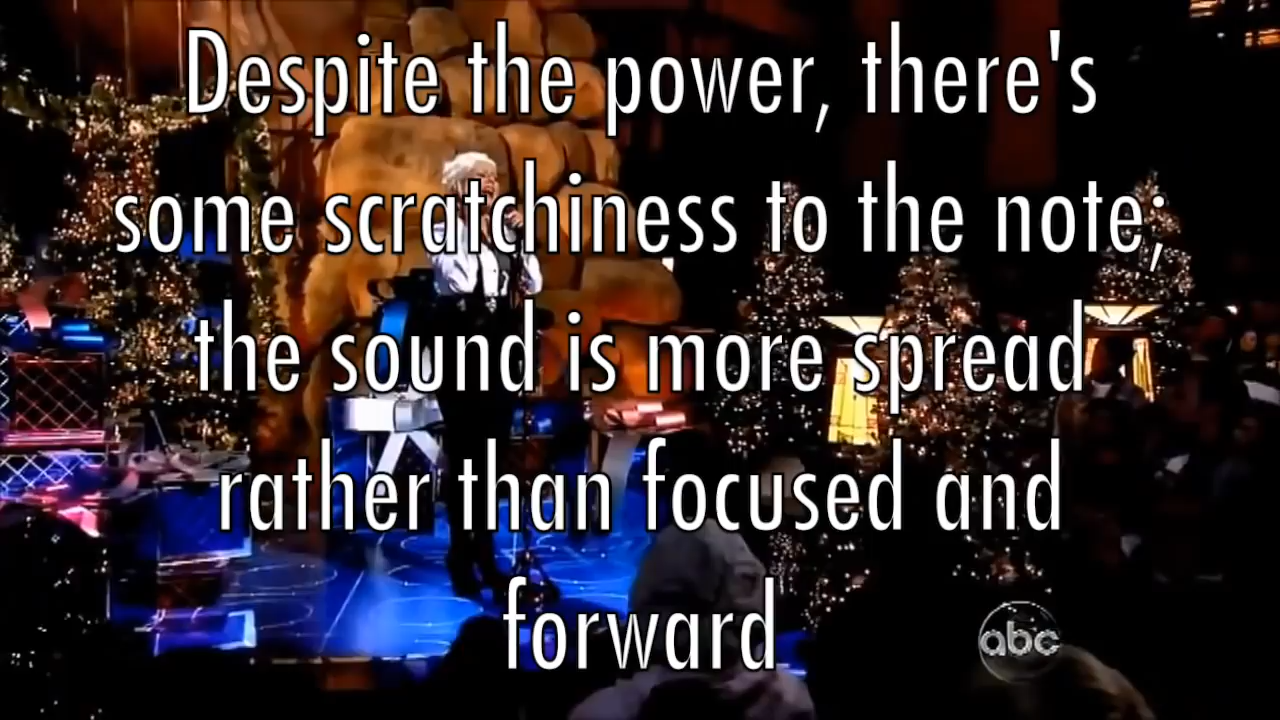 Despite the power, there's
some scratchiness to the note;
the sound is more spread
rather than focused and
forward
abc